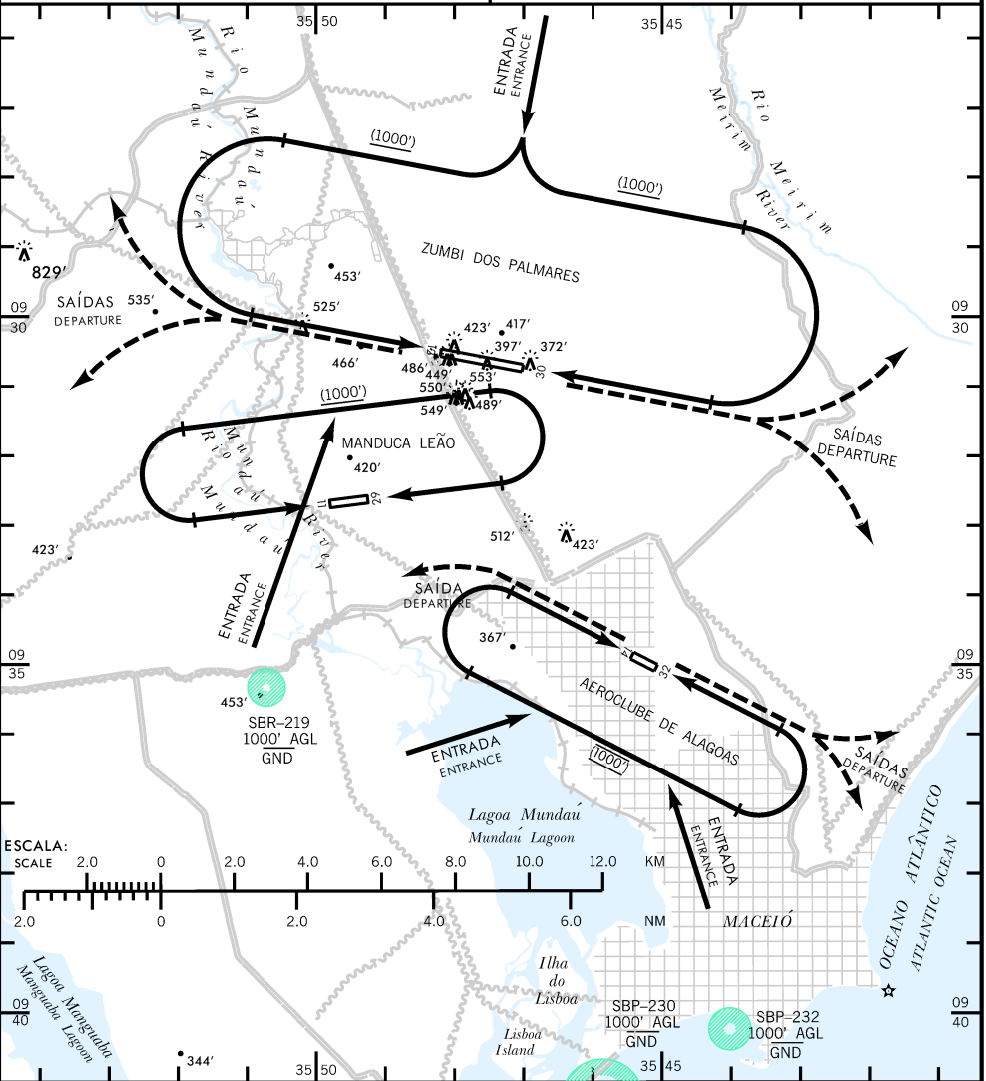 35 50
35 45
Rio Mundaú
Mundaú River
ENTRADA
ENTRANCE
Rio Meirim
Meirim River
(1000')
(1000')
ZUMBI DOS PALMARES
829'
453'
SAÍDAS
DEPARTURE
535'
525'
09
30
09
30
423'
417'
397'
372'
466'
486'
449'
553'
12
30
550'
549'
489'
(1000')
MANDUCA LEÃO
420'
SAÍDAS
DEPARTURE
Rio Mundaú
Mundaú River
11
29
512'
423'
423'
ENTRADA
ENTRANCE
SAÍDA
DEPARTURE
367'
14
32
09
35
09
35
453'
SER-219
1000' AGL
GND
AEROCLUBE DE ALAGOAS
ENTRADA
ENTRANCE
(1000')
SAÍDAS
DEPARTURE
Lagoa Mundaú
Mundaú Lagoon
ENTRADA
ENTRANCE
OCEANO ATLÂNTICO
ATLANTIC OCEAN
ESCALA:
SCALE
2.0 0 2.0 4.0 6.0 8.0 10.0 12.0 KM
2.0 0 2.0 4.0 6.0 NM
MACEIÓ
Lagoa Manguaba
Manguaba Lagoon
Ilha
do
Lisboa
Lisboa
Island
SBP-230
1000' AGL
GND
SBP-232
1000' AGL
GND
09
40
09
40
344'
35 50
35 45